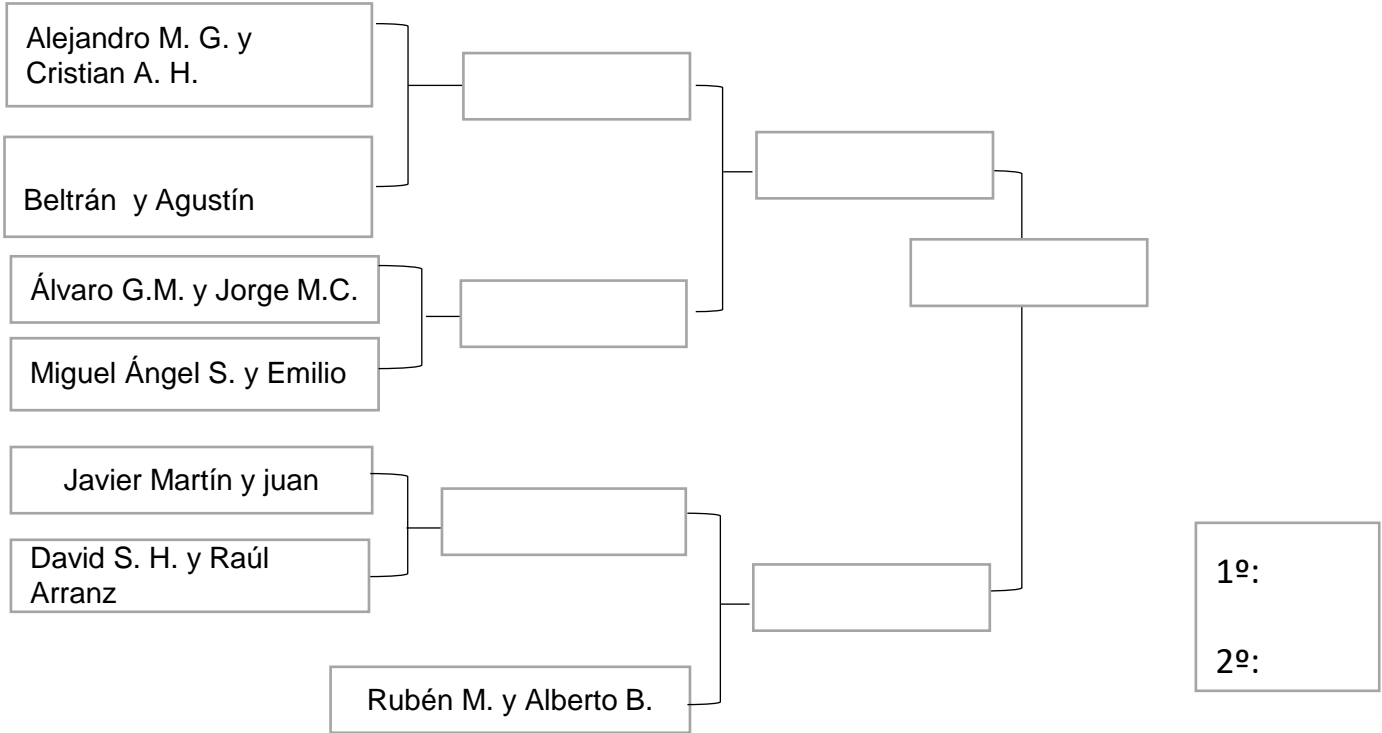 Alejandro M. G. y
Cristian A. H.
Beltrán y Agustín
Álvaro G.M. y Jorge M.C.
Miguel Ángel S. y Emilio
Javier Martín y juan
David S. H. y Raúl
Arranz
Rubén M. y Alberto B.
1º:
2º: